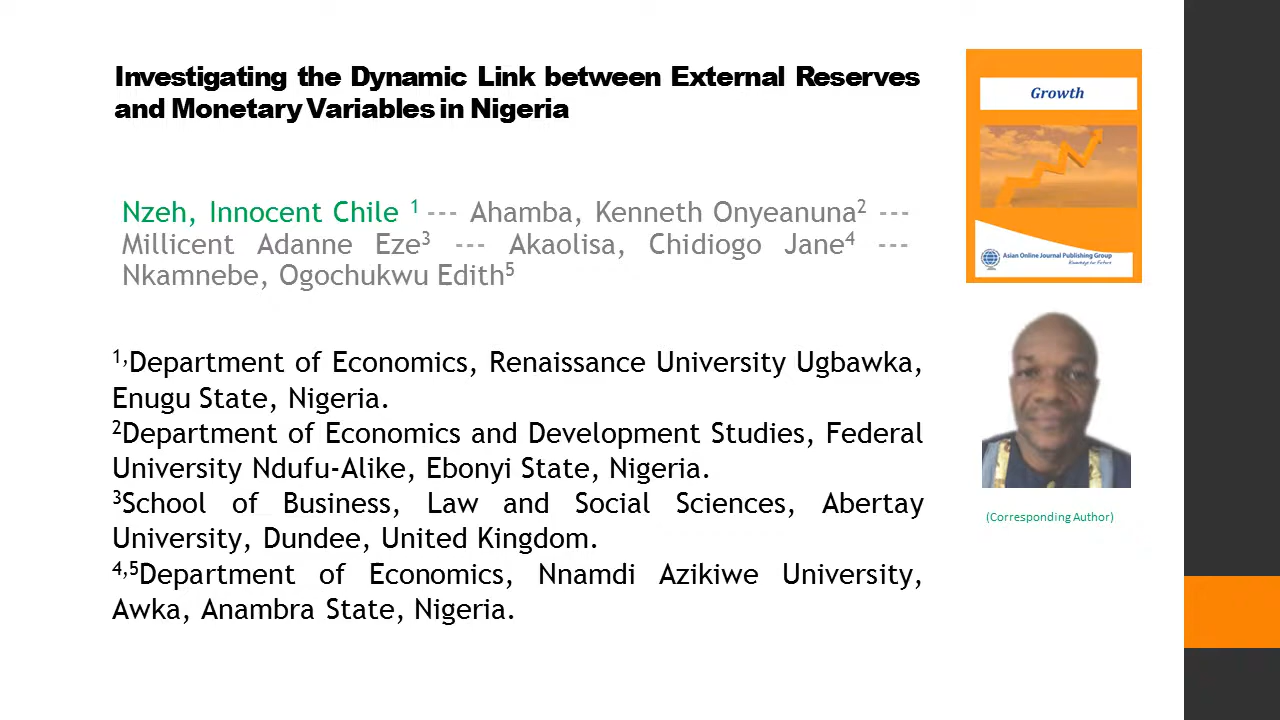 Investigating the Dynamic Link between External Reserves
and Monetary Variables in Nigeria
Growth
Nzeh, Innocent Chile 1 --- Ahamba, Kenneth Onyeanuna2 ---
Millicent Adanne Eze3 --- Akaolisa, Chidiogo Jane4 ---
Nkamnebe, Ogochukwu Edith5
Asian Online Journal Publishing Group
Knowledge for Future
1,Department of Economics, Renaissance University Ugbawka,
Enugu State, Nigeria.
2Department of Economics and Development Studies, Federal
University Ndufu-Alike, Ebonyi State, Nigeria.
3School of Business, Law and Social Sciences, Abertay
University, Dundee, United Kingdom.
4,5Department of Economics, Nnamdi Azikiwe University,
Awka, Anambra State, Nigeria.
(Corresponding Author)